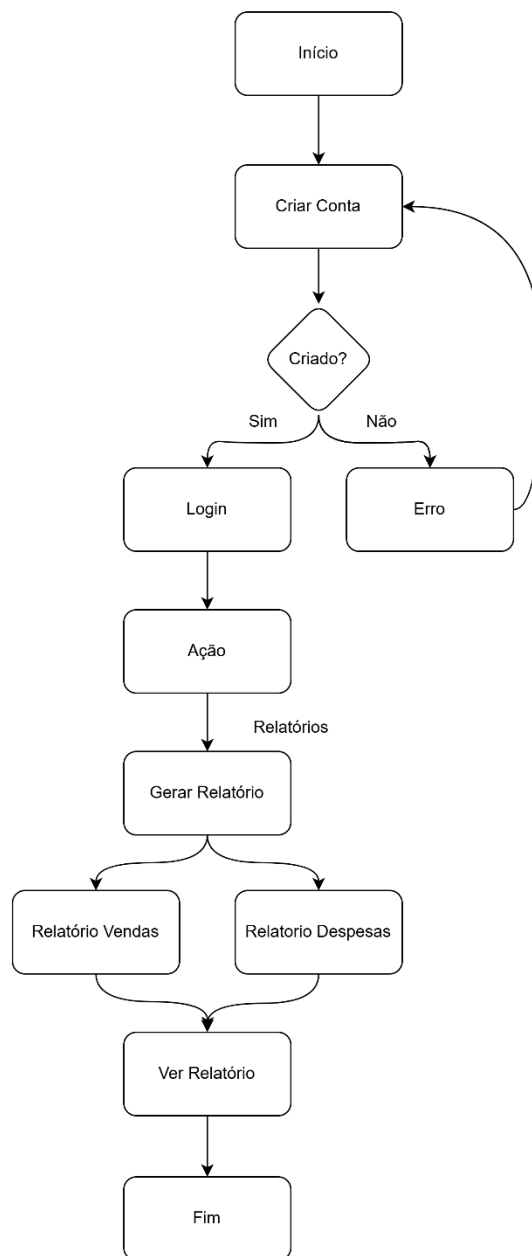 Início
Criar Conta
Criado?
Sim
Não
Login
Erro
Ação
Relatórios
Gerar Relatório
Relatório Vendas
Relatorio Despesas
Ver Relatório
Fim